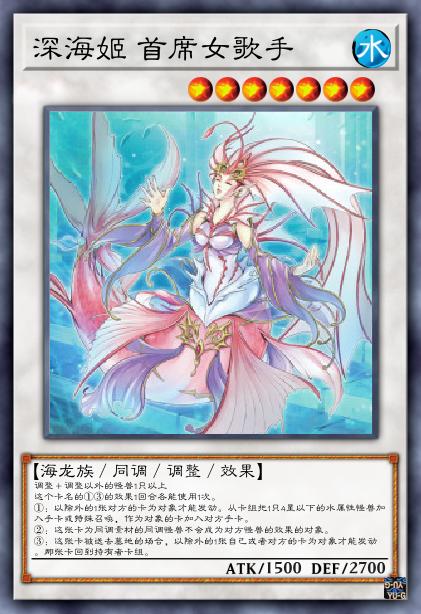 深海姬 首席女歌手
水
【海龙族／同调／调整／效果】
调整＋调整以外的怪兽1只以上
这个卡名的①③的效果1回合各能使用1次。
①：以除外的1张对方的卡为对象才能发动。从卡组把1只4星以下的水属性怪兽加
入手卡或特殊召唤，作为对象的卡加入对方手卡。
②：这张卡为同调素材的同调怪兽不会成为对方怪兽的效果的对象。
③：这张卡被送去墓地的场合，以除外的1张自己或者对方的卡为对象才能发动
。那张卡回到持有者卡组。
ATK/1500 DEF/2700